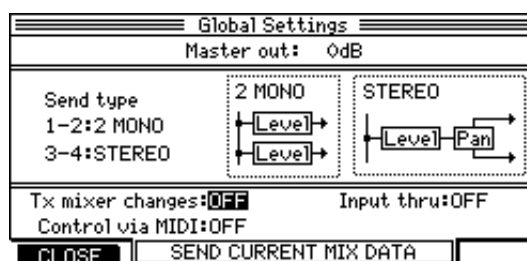 Global Settings
Master out: 0dB
Send type
1-2:2 MONO
3-4:STEREO
2 MONO
Level
Level
STEREO
Level Pan
Tx mixer changes:OFF Input thru:OFF
Control via MIDI:OFF
CLOSE SEND CURRENT MIX DATA